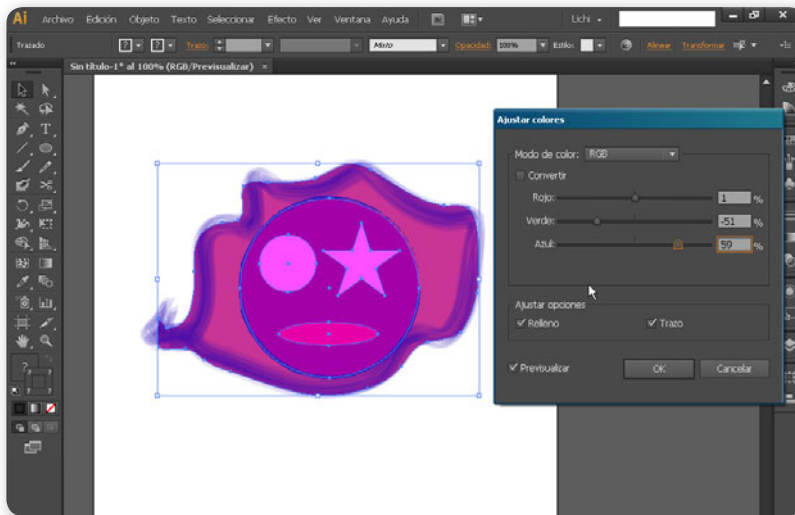 Ai Archivo Edición Objeto Texto Seleccionar Efecto Ver Ventana Ayuda Br Lichi
Trazado ? ? Trazo: Mixto Opacidad: 100% Estilo: Alinear Transformar
Sin título-1* al 100% (RGB/Previsualizar) ×
Ajustar colores
Modo de color: RGB
Convertir
Rojo: 1 %
Verde: -51 %
Azul: 59 %
Ajustar opciones
Relleno Trazo
Previsualizar OK Cancelar